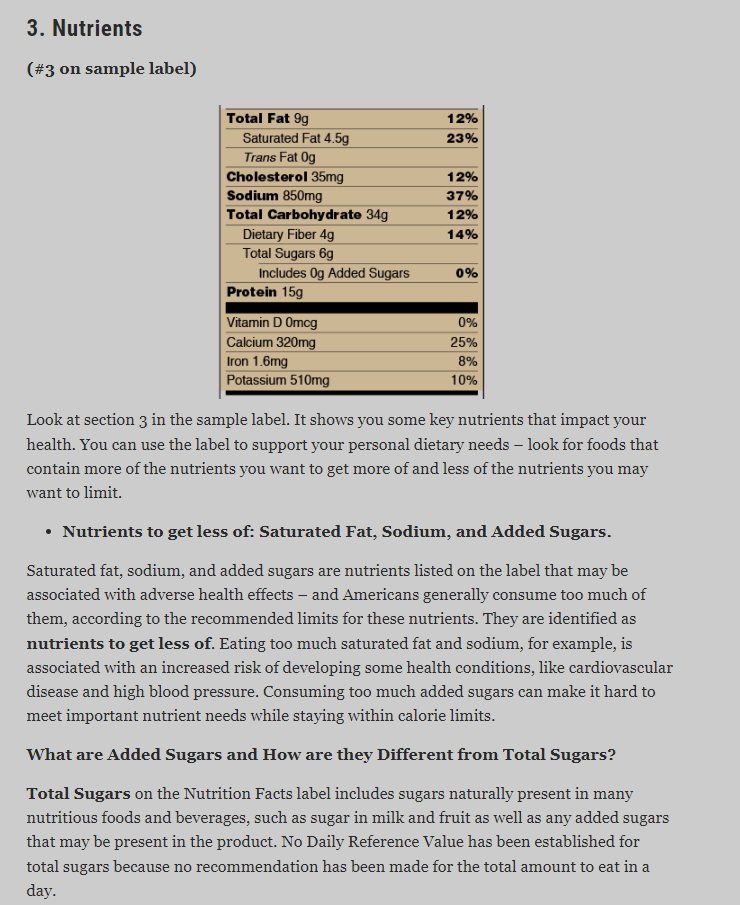 3. Nutrients
(#3 on sample label)
Total Fat 9g 12%
Saturated Fat 4.5g 23%
Trans Fat 0g
Cholesterol 35mg 12%
Sodium 850mg 37%
Total Carbohydrate 34g 12%
Dietary Fiber 4g 14%
Total Sugars 6g
Includes 0g Added Sugars 0%
Protein 15g
Vitamin D 0mcg 0%
Calcium 320mg 25%
Iron 1.6mg 8%
Potassium 510mg 10%
Look at section 3 in the sample label. It shows you some key nutrients that impact your
health. You can use the label to support your personal dietary needs – look for foods that
contain more of the nutrients you want to get more of and less of the nutrients you may
want to limit.
• Nutrients to get less of: Saturated Fat, Sodium, and Added Sugars.
Saturated fat, sodium, and added sugars are nutrients listed on the label that may be
associated with adverse health effects – and Americans generally consume too much of
them, according to the recommended limits for these nutrients. They are identified as
nutrients to get less of. Eating too much saturated fat and sodium, for example, is
associated with an increased risk of developing some health conditions, like cardiovascular
disease and high blood pressure. Consuming too much added sugars can make it hard to
meet important nutrient needs while staying within calorie limits.
What are Added Sugars and How are they Different from Total Sugars?
Total Sugars on the Nutrition Facts label includes sugars naturally present in many
nutritious foods and beverages, such as sugar in milk and fruit as well as any added sugars
that may be present in the product. No Daily Reference Value has been established for
total sugars because no recommendation has been made for the total amount to eat in a
day.